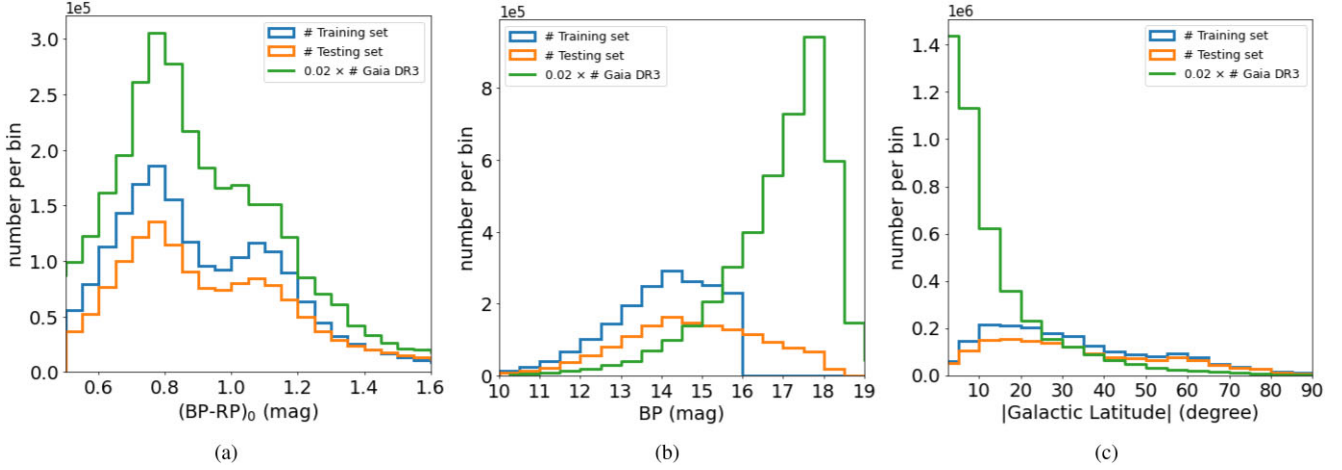 1e5
3.0
2.5
2.0
1.5
1.0
0.5
0.0
number per bin
# Training set
# Testing set
0.02 × # Gaia DR3
0.6 0.8 1.0 1.2 1.4 1.6
(BP-RP)0 (mag)
(a)
1e5
8
6
4
2
0
number per bin
# Training set
# Testing set
0.02 × # Gaia DR3
10 11 12 13 14 15 16 17 18 19
BP (mag)
(b)
1e6
1.4
1.2
1.0
0.8
0.6
0.4
0.2
0.0
number per bin
# Training set
# Testing set
0.02 × # Gaia DR3
10 20 30 40 50 60 70 80 90
|Galactic Latitude| (degree)
(c)